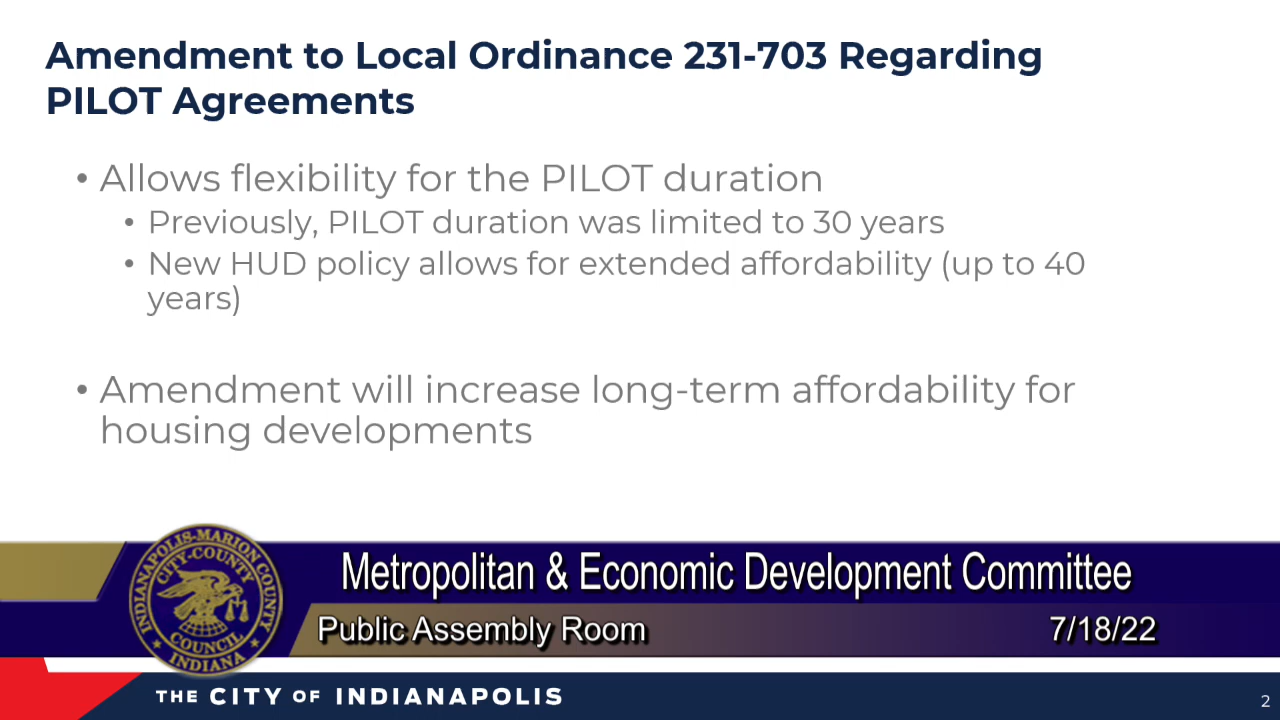 Amendment to Local Ordinance 231-703 Regarding
PILOT Agreements
• Allows flexibility for the PILOT duration
• Previously, PILOT duration was limited to 30 years
• New HUD policy allows for extended affordability (up to 40
years)
• Amendment will increase long-term affordability for
housing developments
INDIANAPOLIS-MARION COUNTY
CITY-COUNTY
COUNCIL
INDIANA
Metropolitan & Economic Development Committee
Public Assembly Room
7/18/22
THE CITY OF INDIANAPOLIS
2